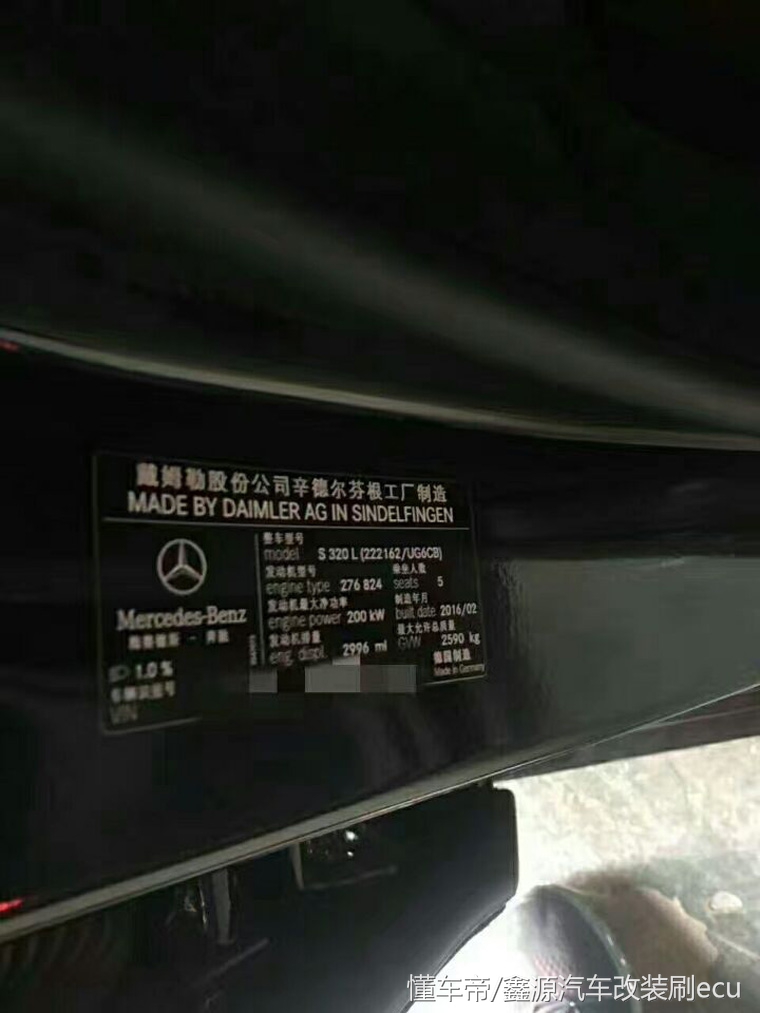 戴姆勒股份公司辛德尔芬根工厂制造
MADE BY DAIMLER AG IN SINDELFINGEN
整车型号
model S 320 L (222162/UG6CB)
发动机型号 乘坐人数
engine type 276 824 seats 5
发动机最大净功率 制造年月
engine power 200 kW built date 2016/02
发动机排量 最大允许总质量
eng. displ. 2996 ml GVW 2590 kg
德国制造
Made in Germany
Mercedes-Benz
梅赛德斯 - 奔驰
1.0 %
车辆识别号
VIN
懂车帝/鑫源汽车改装刷ecu